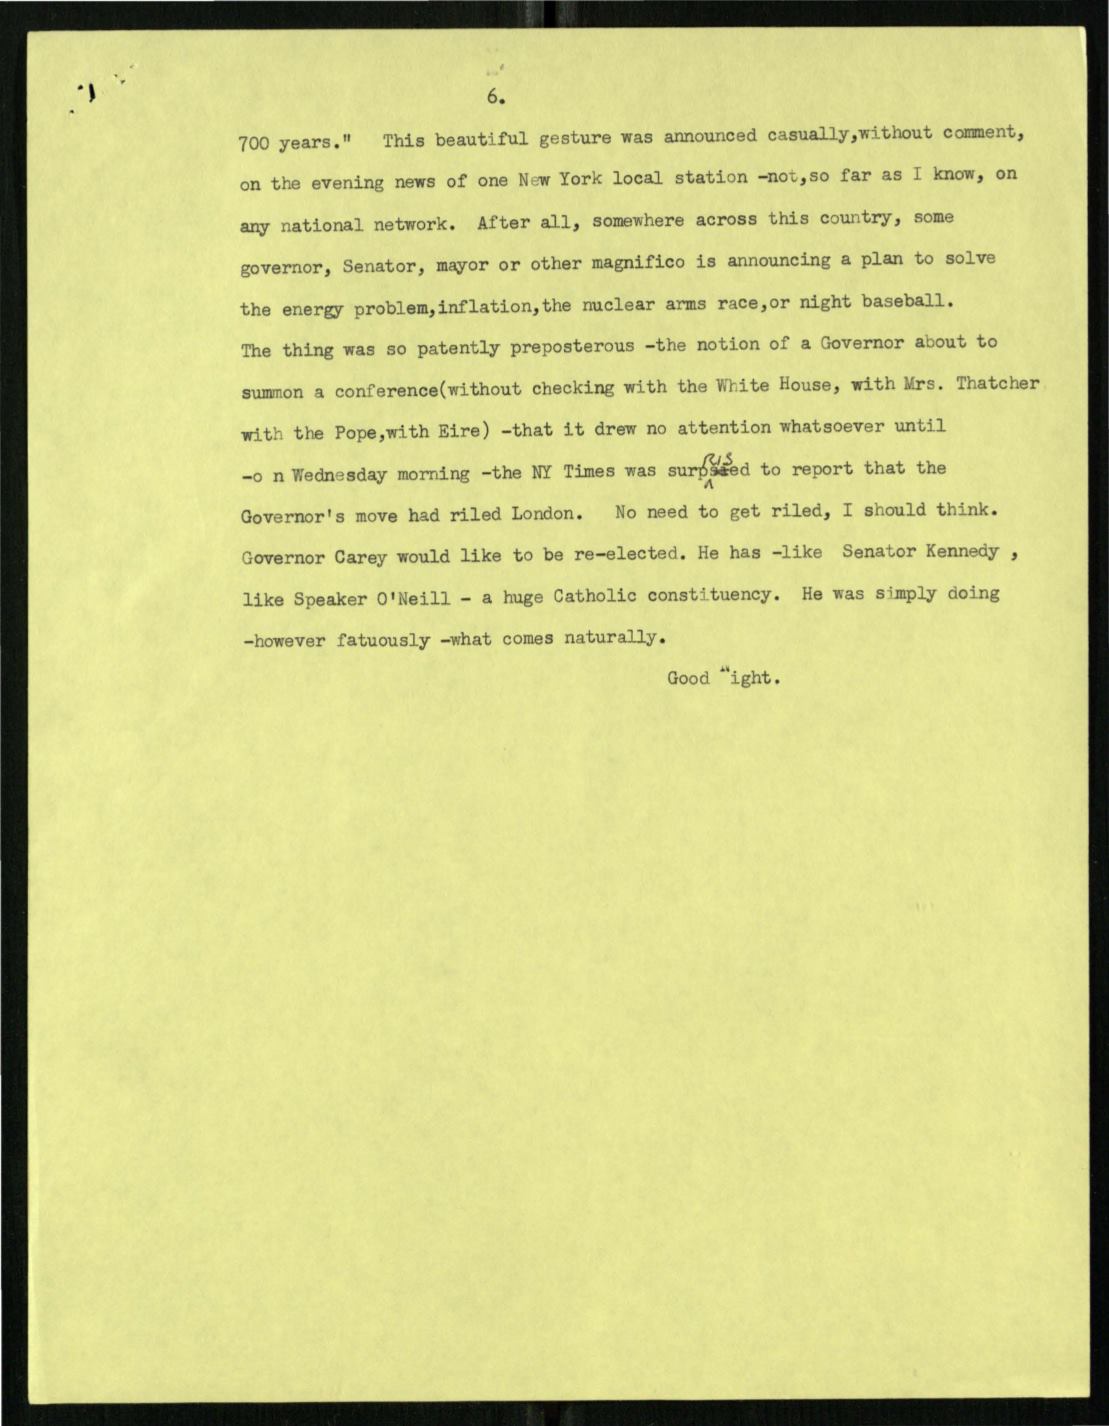 6.
700 years."   This beautiful gesture was announced casually,without comment,
on the evening news of one New York local station -not,so far as I know, on
any national network.  After all, somewhere across this country, some
governor, Senator, mayor or other magnifico is announcing a plan to solve
the energy problem,inflation,the nuclear arms race,or night baseball.
The thing was so patently preposterous -the notion of a Governor about to
summon a conference(without checking with the White House, with Mrs. Thatcher
with the Pope,with Eire) -that it drew no attention whatsoever until
-o n Wednesday morning -the NY Times was surprised to report that the
Governor's move had riled London.   No need to get riled, I should think.
Governor Carey would like to be re-elected. He has -like  Senator Kennedy ,
like Speaker O'Neill - a huge Catholic constituency.  He was simply doing
-however fatuously -what comes naturally.
Good Night.